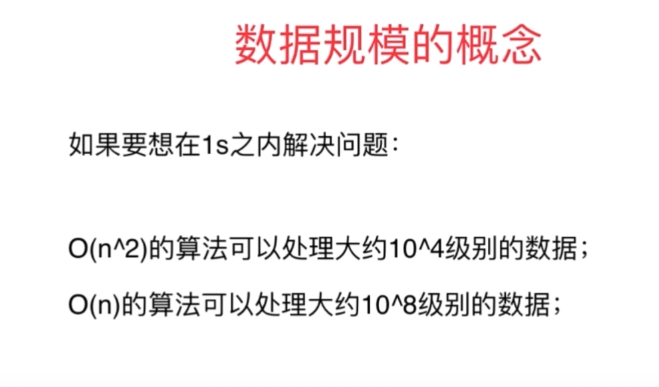 数据规模的概念
如果要想在1s之内解决问题：
O(n^2)的算法可以处理大约10^4级别的数据；
O(n)的算法可以处理大约10^8级别的数据；